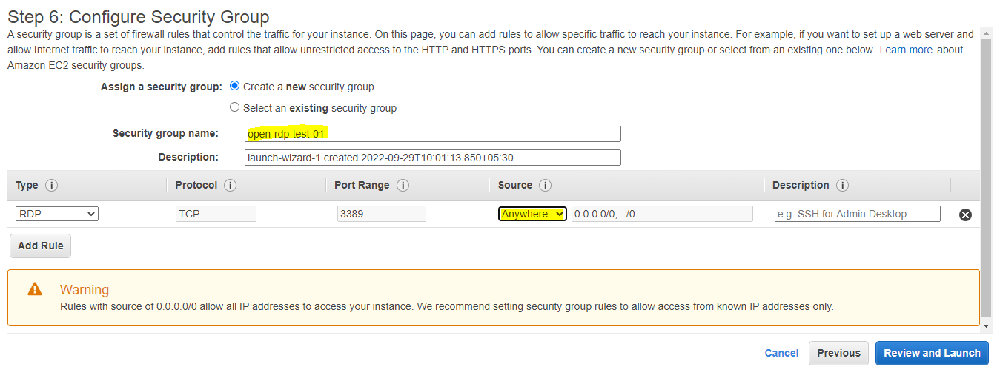 Step 6: Configure Security Group
A security group is a set of firewall rules that control the traffic for your instance. On this page, you can add rules to allow specific traffic to reach your instance. For example, if you want to set up a web server and
allow Internet traffic to reach your instance, add rules that allow unrestricted access to the HTTP and HTTPS ports. You can create a new security group or select from an existing one below. Learn more about
Amazon EC2 security groups.
Assign a security group: Create a new security group
Select an existing security group
Security group name: open-rdp-test-01
Description: launch-wizard-1 created 2022-09-29T10:01:13.850+05:30
Type i Protocol i Port Range i Source i Description i
RDP TCP 3389 Anywhere 0.0.0.0/0, ::/0 e.g. SSH for Admin Desktop
Add Rule
Warning
Rules with source of 0.0.0.0/0 allow all IP addresses to access your instance. We recommend setting security group rules to allow access from known IP addresses only.
Cancel Previous Review and Launch